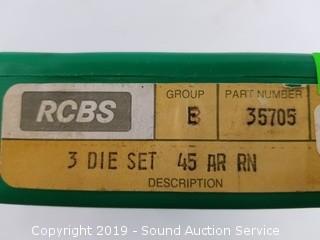 RCBS
GROUP
B
PART NUMBER
35705
3 DIE SET 45 AR RN
DESCRIPTION
Copyright 2019 - Sound Auction Service